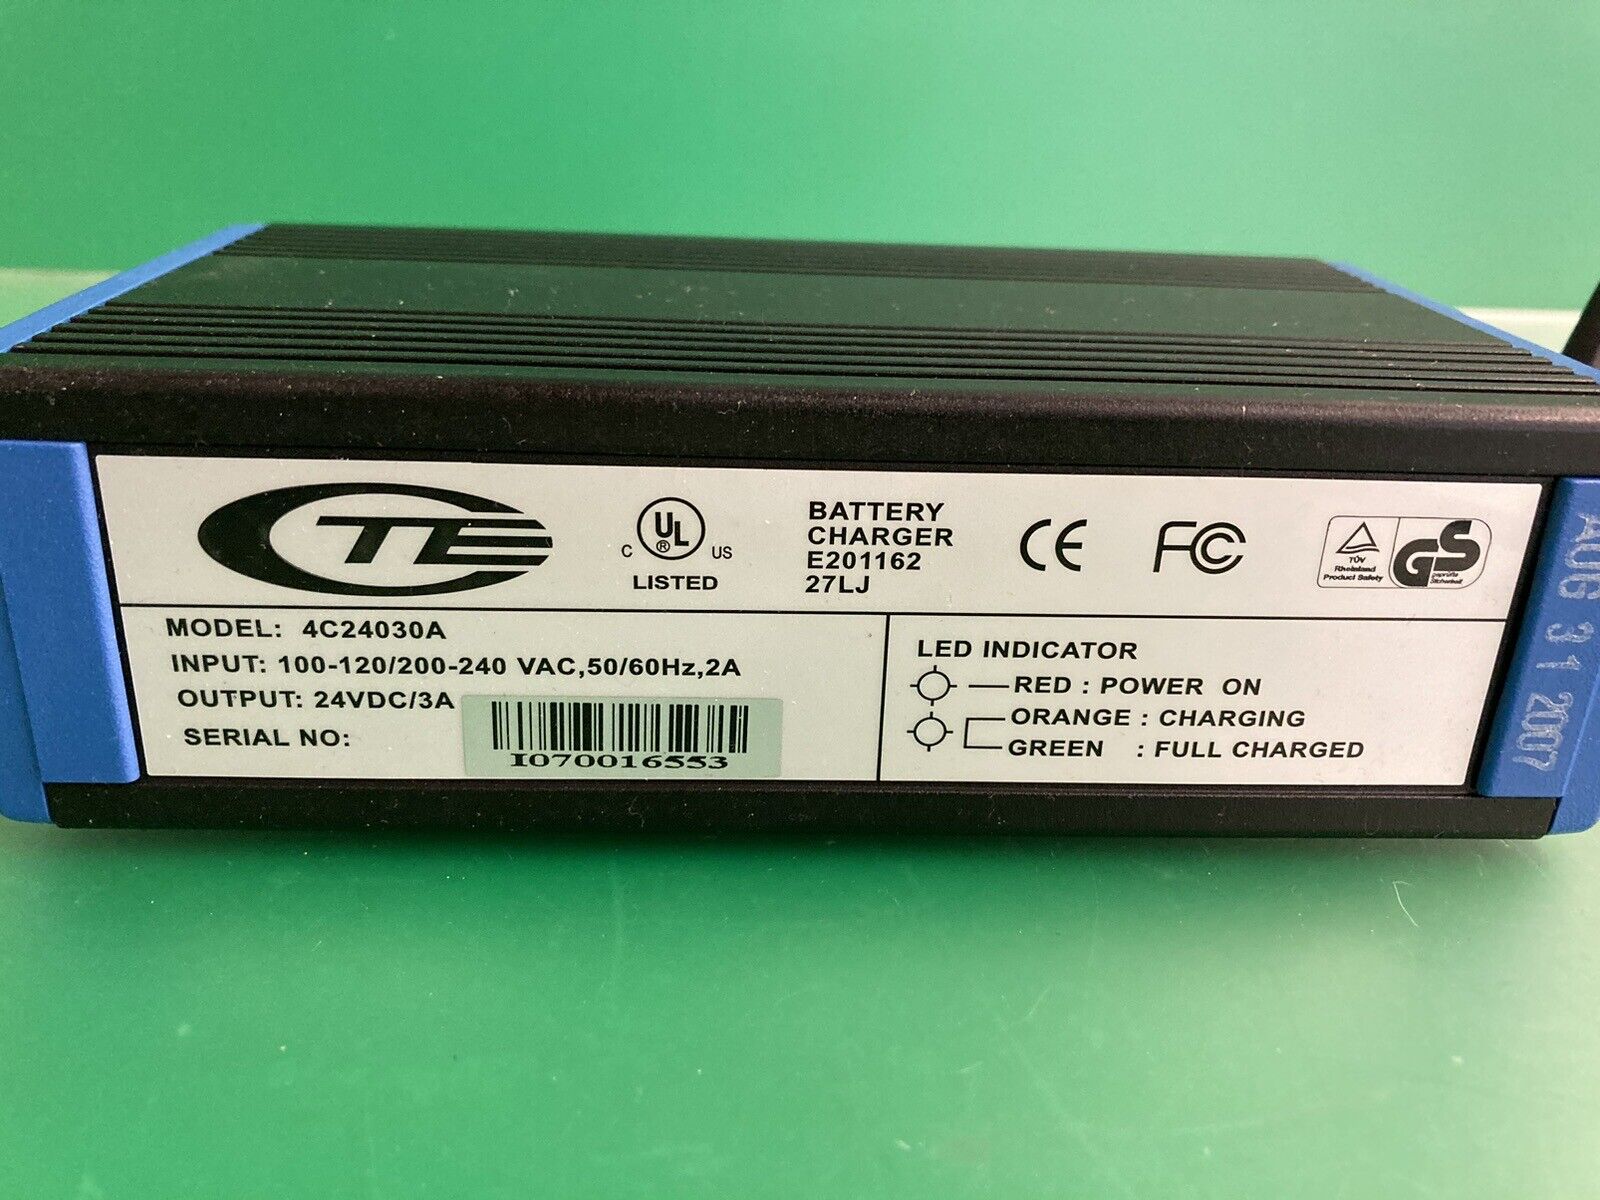 CTE
C UL ® US
LISTED
BATTERY
CHARGER
E201162
27LJ
CE
FC
TÜV
Rheinland
Product Safety
GS
geprüfte
Sicherheit
MODEL: 4C24030A
INPUT: 100-120/200-240 VAC,50/60Hz,2A
OUTPUT: 24VDC/3A
SERIAL NO:
I070016553
LED INDICATOR
RED : POWER ON
ORANGE : CHARGING
GREEN : FULL CHARGED
AUG 31 2007